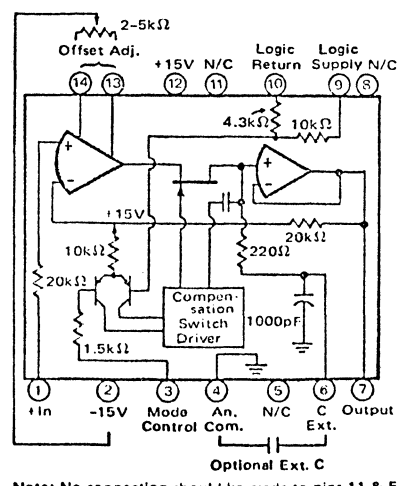 2–5kΩ
Offset Adj.
+15V N/C
Logic Return
Logic Supply N/C
14 13 12 11 10 9 8
4.3kΩ
10kΩ
+
−
+
−
+15V
10kΩ
20kΩ
220Ω
20kΩ
1.5kΩ
Compen-
sation
Switch
Driver
1000pF
1 2 3 4 5 6 7
+In
−15V
Mode Control
An. Com.
N/C
C Ext.
Output
Optional Ext. C